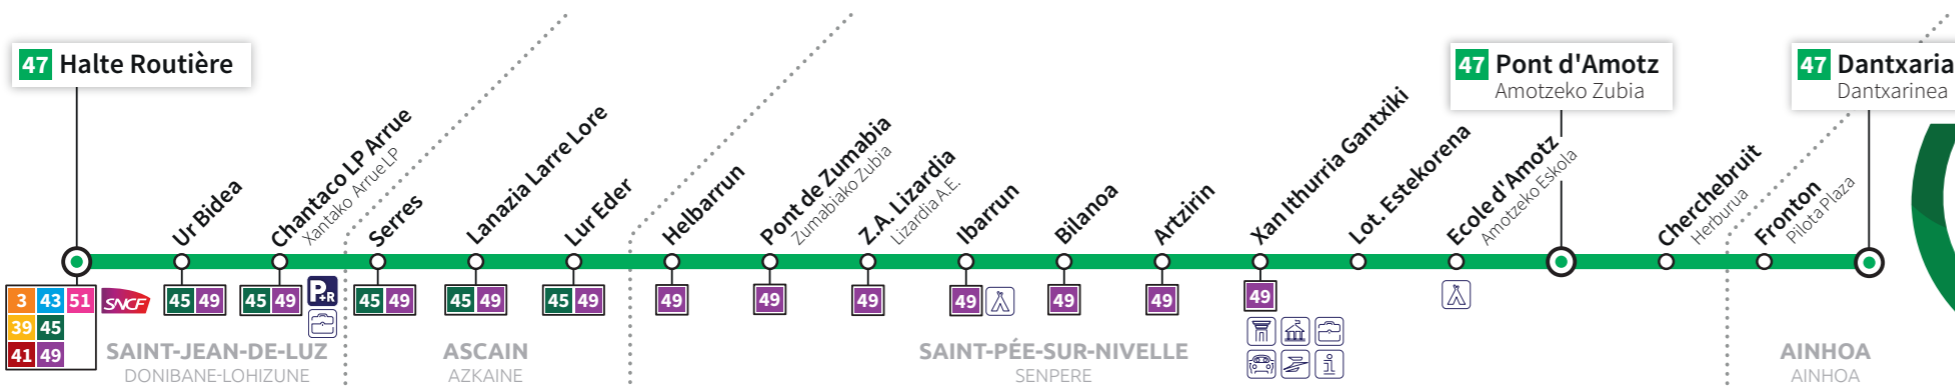 47 Halte Routière
Ur Bidea
Chantaco LP Arrue
Xantako Arrue LP
Serres
Lanazia Larre Lore
Lur Eder
Helbarrun
Pont de Zumabia
Zumabiako Zubia
Z.A. Lizardia
Lizardia A.E.
Ibarrun
Bilanoa
Artzirin
Xan Ithurria Gantxiki
Lot. Estekorena
Ecole d'Amotz
Amotzeko Eskola
47 Pont d'Amotz
Amotzeko Zubia
Cherchebruit
Herburua
Fronton
Pilota Plaza
47 Dantxaria
Dantxarinea
3 43 51
39 45
41 49
SNCF
45 49
45 49
P+R
45 49
45 49
45 49
49
49
49
49
49
49
49
i
SAINT-JEAN-DE-LUZ
DONIBANE-LOHIZUNE
ASCAIN
AZKAINE
SAINT-PÉE-SUR-NIVELLE
SENPERE
AINHOA
AINHOA